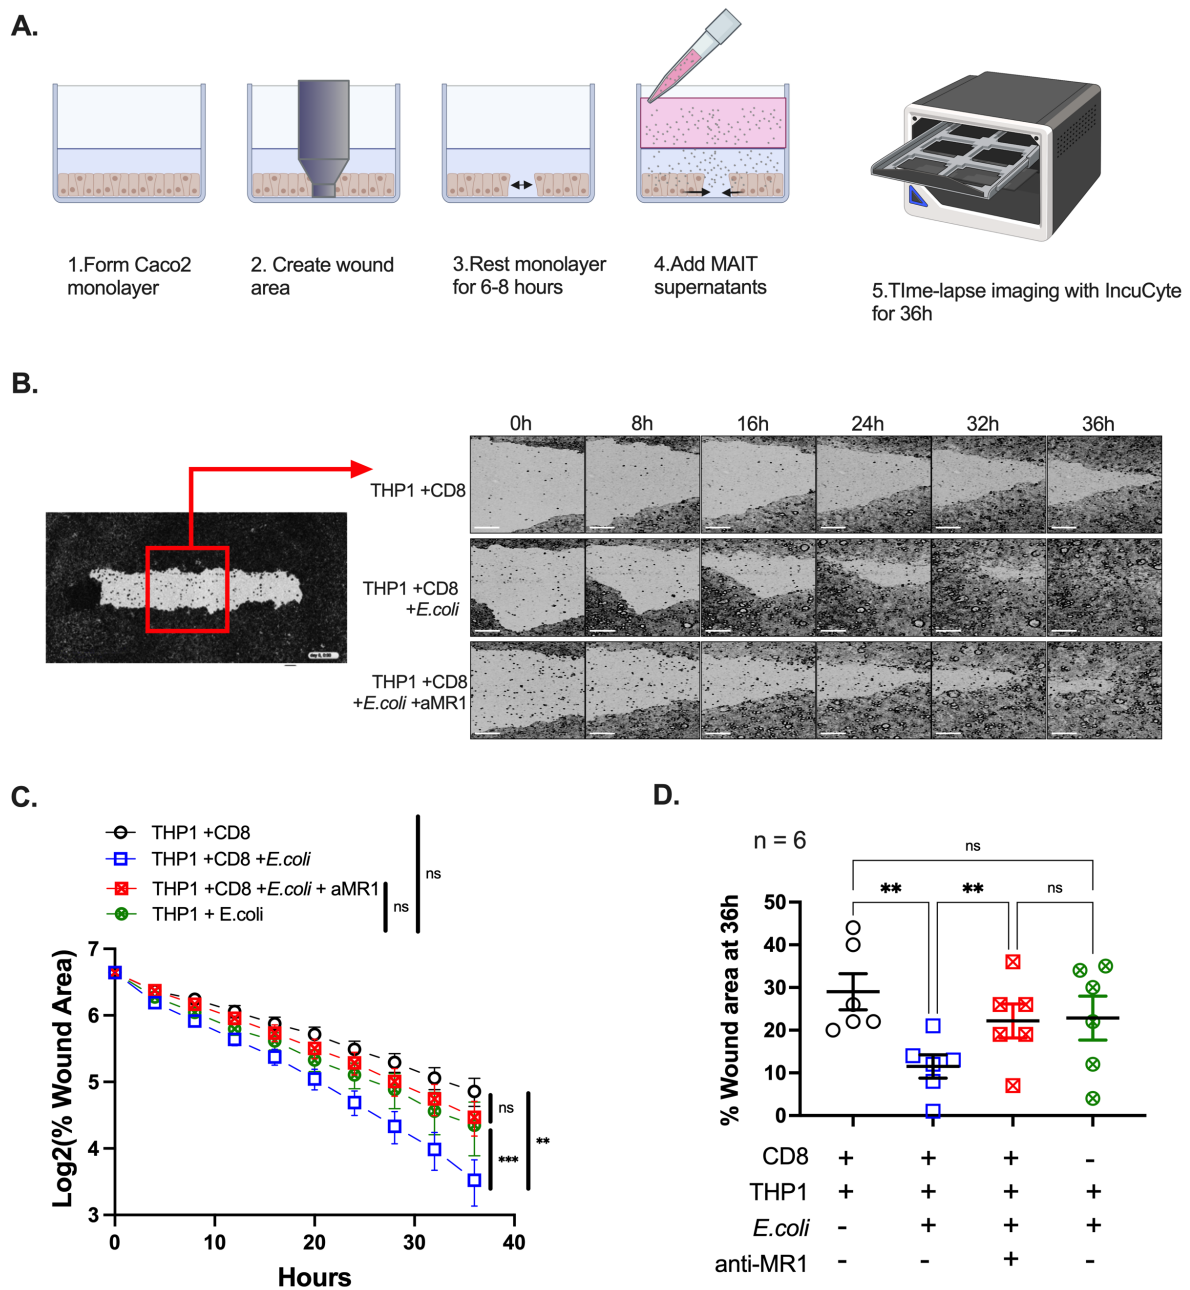 A.
1.Form Caco2
monolayer
2. Create wound
area
3.Rest monolayer
for 6-8 hours
4.Add MAIT
supernatants
5.TIme-lapse imaging with IncuCyte
for 36h
B.
0h 8h 16h 24h 32h 36h
THP1 +CD8
THP1 +CD8
+E.coli
THP1 +CD8
+E.coli +aMR1
C.
THP1 +CD8
THP1 +CD8 +E.coli
THP1 +CD8 +E.coli + aMR1
THP1 + E.coli
ns
ns
7
6
5
4
3
Log2(% Wound Area)
ns
***
**
0 10 20 30 40
Hours
D.
n = 6
ns
** ** ns
50
40
30
20
10
0
% Wound area at 36h
CD8 + + + -
THP1 + + + +
E.coli - + + +
anti-MR1 - - + -